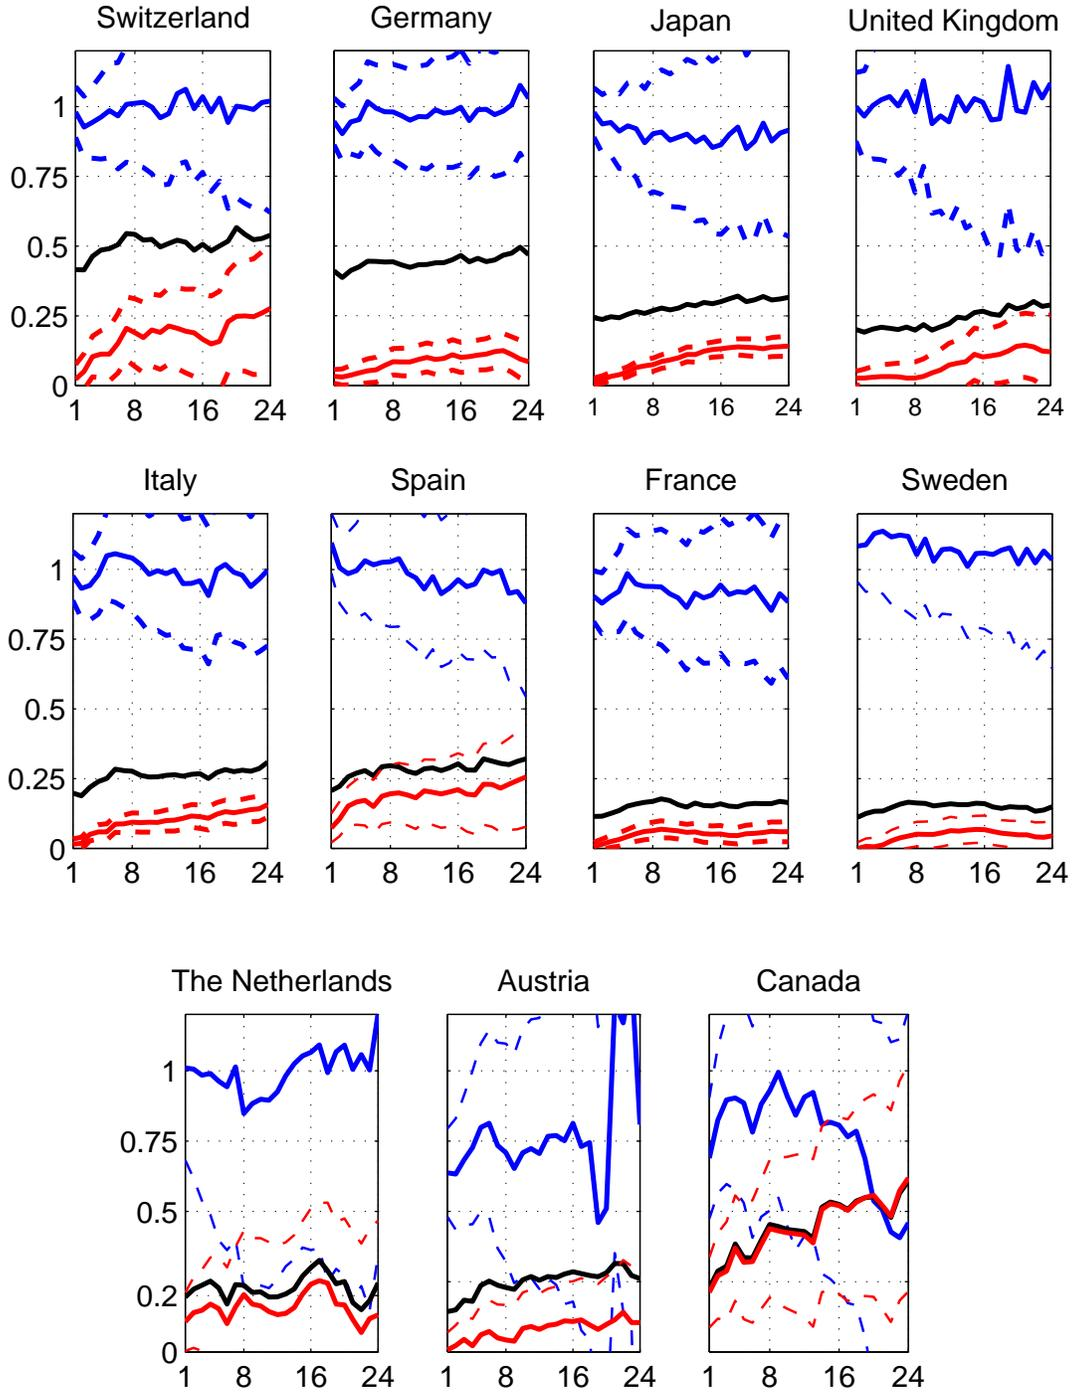 Switzerland
Germany
Japan
United Kingdom
1
0.75
0.5
0.25
0
1 8 16 24
1 8 16 24
1 8 16 24
1 8 16 24
Italy
Spain
France
Sweden
1
0.75
0.5
0.25
0
1 8 16 24
1 8 16 24
1 8 16 24
1 8 16 24
The Netherlands
Austria
Canada
1
0.75
0.5
0.2
0
1 8 16 24
1 8 16 24
1 8 16 24